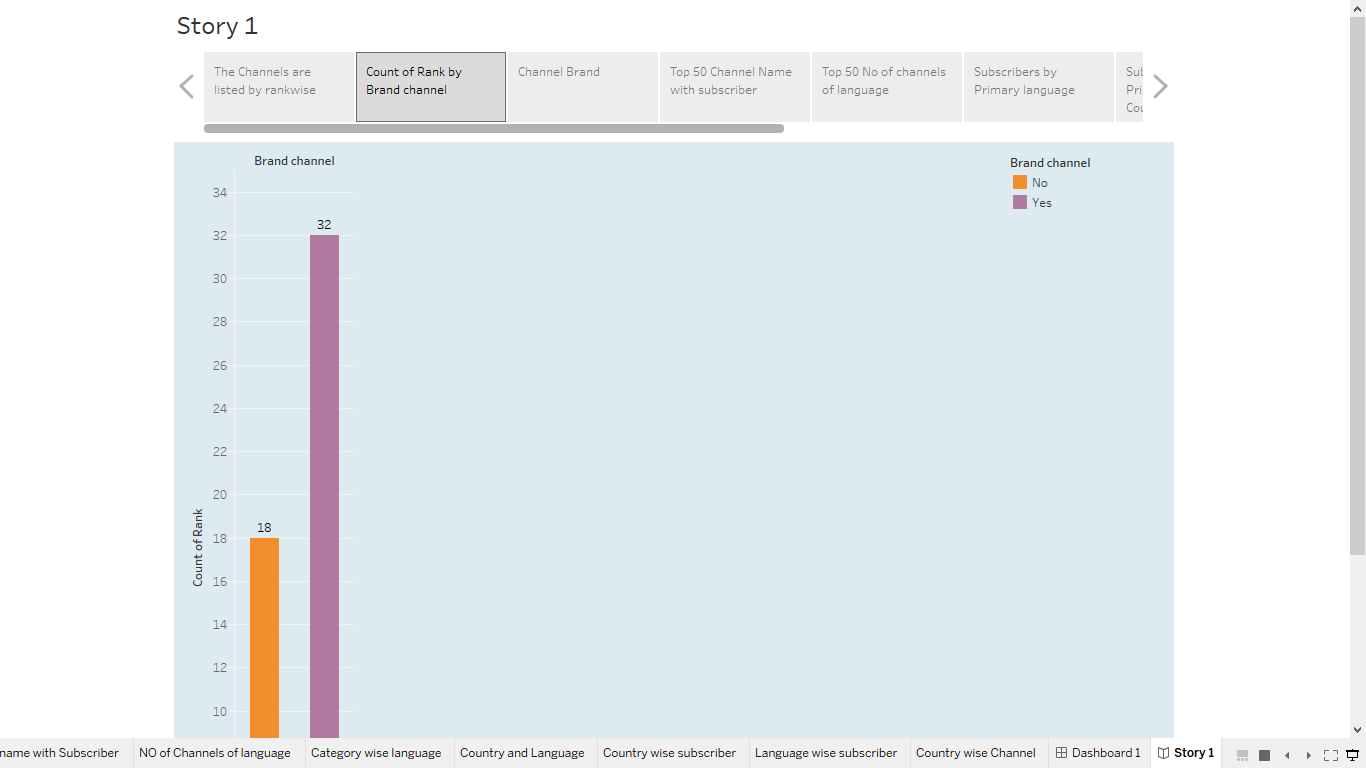 Story 1
The Channels are
listed by rankwise
Count of Rank by
Brand channel
Channel Brand
Top 50 Channel Name
with subscriber
Top 50 No of channels
of language
Subscribers by
Primary language
Brand channel
34
32
30
28
26
24
22
20
18
16
14
12
10
Count of Rank
32
18
Brand channel
No
Yes
name with Subscriber
NO of Channels of language
Category wise language
Country and Language
Country wise subscriber
Language wise subscriber
Country wise Channel
Dashboard 1
Story 1